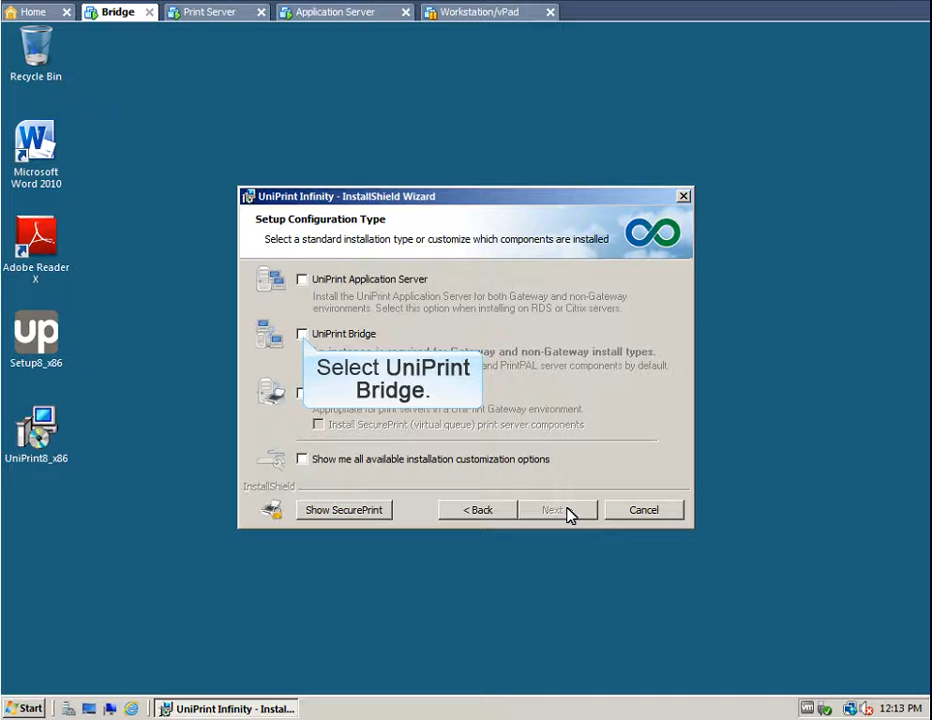 Home
Bridge
Print Server
Application Server
Workstation/vPad
Recycle Bin
Microsoft
Word 2010
Adobe Reader
X
up
Setup8_x86
UniPrint8_x86
UniPrint Infinity - InstallShield Wizard
Setup Configuration Type
Select a standard installation type or customize which components are installed
UniPrint Application Server
Install the UniPrint Application Server for both Gateway and non-Gateway
environments. Select this option when installing on RDS or Citrix servers.
UniPrint Bridge
way and non-Gateway install types.
and PrintPAL server components by default.
Select UniPrint
Bridge.
Appropriate for print servers in a UniPrint Gateway environment.
Install SecurePrint (virtual queue) print server components
Show me all available installation customization options
InstallShield
Show SecurePrint
< Back
Next
Cancel
Start
UniPrint Infinity - Instal...
12:13 PM